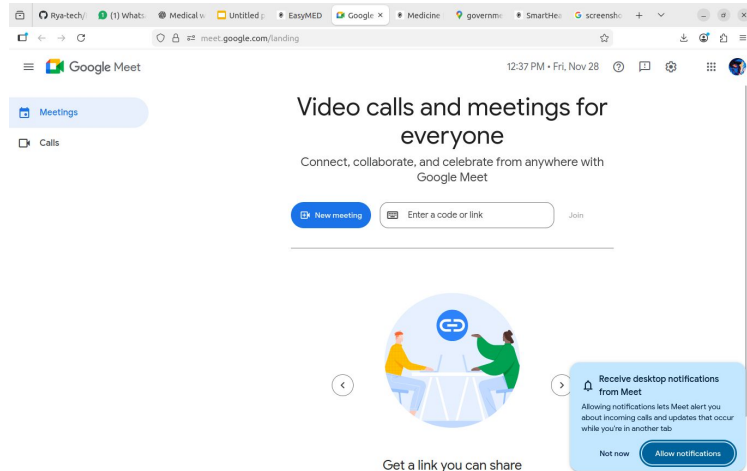 Rya-tech/
(1) Whats
Medical w
Untitled p
EasyMED
Google
Medicine
governme
SmartHea
screensho
meet.google.com/landing
Google Meet
12:37 PM • Fri, Nov 28
Meetings
Calls
Video calls and meetings for
everyone
Connect, collaborate, and celebrate from anywhere with
Google Meet
New meeting
Enter a code or link
Join
Get a link you can share
Receive desktop notifications
from Meet
Allowing notifications lets Meet alert you
about incoming calls and updates that occur
while you're in another tab
Not now
Allow notifications